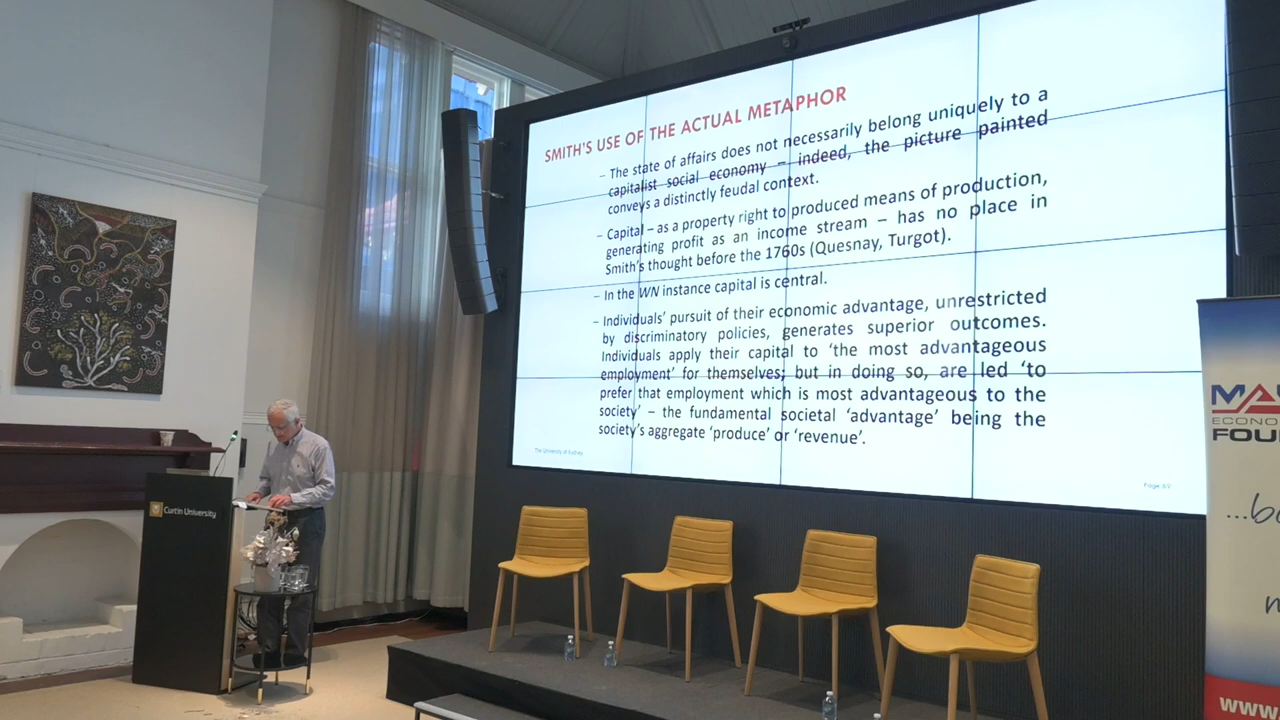 SMITH'S USE OF THE ACTUAL METAPHOR
– The state of affairs does not necessarily belong uniquely to a
capitalist social economy – indeed, the picture painted
conveys a distinctly feudal context.
– Capital – as a property right to produced means of production,
generating profit as an income stream – has no place in
Smith's thought before the 1760s (Quesnay, Turgot).
– In the WN instance capital is central.
– Individuals' pursuit of their economic advantage, unrestricted
by discriminatory policies, generates superior outcomes.
Individuals apply their capital to 'the most advantageous
employment' for themselves; but in doing so, are led 'to
prefer that employment which is most advantageous to the
society' – the fundamental societal 'advantage' being the
society's aggregate 'produce' or 'revenue'.
The University of Sydney
Curtin University
ECONO
FOU
www.